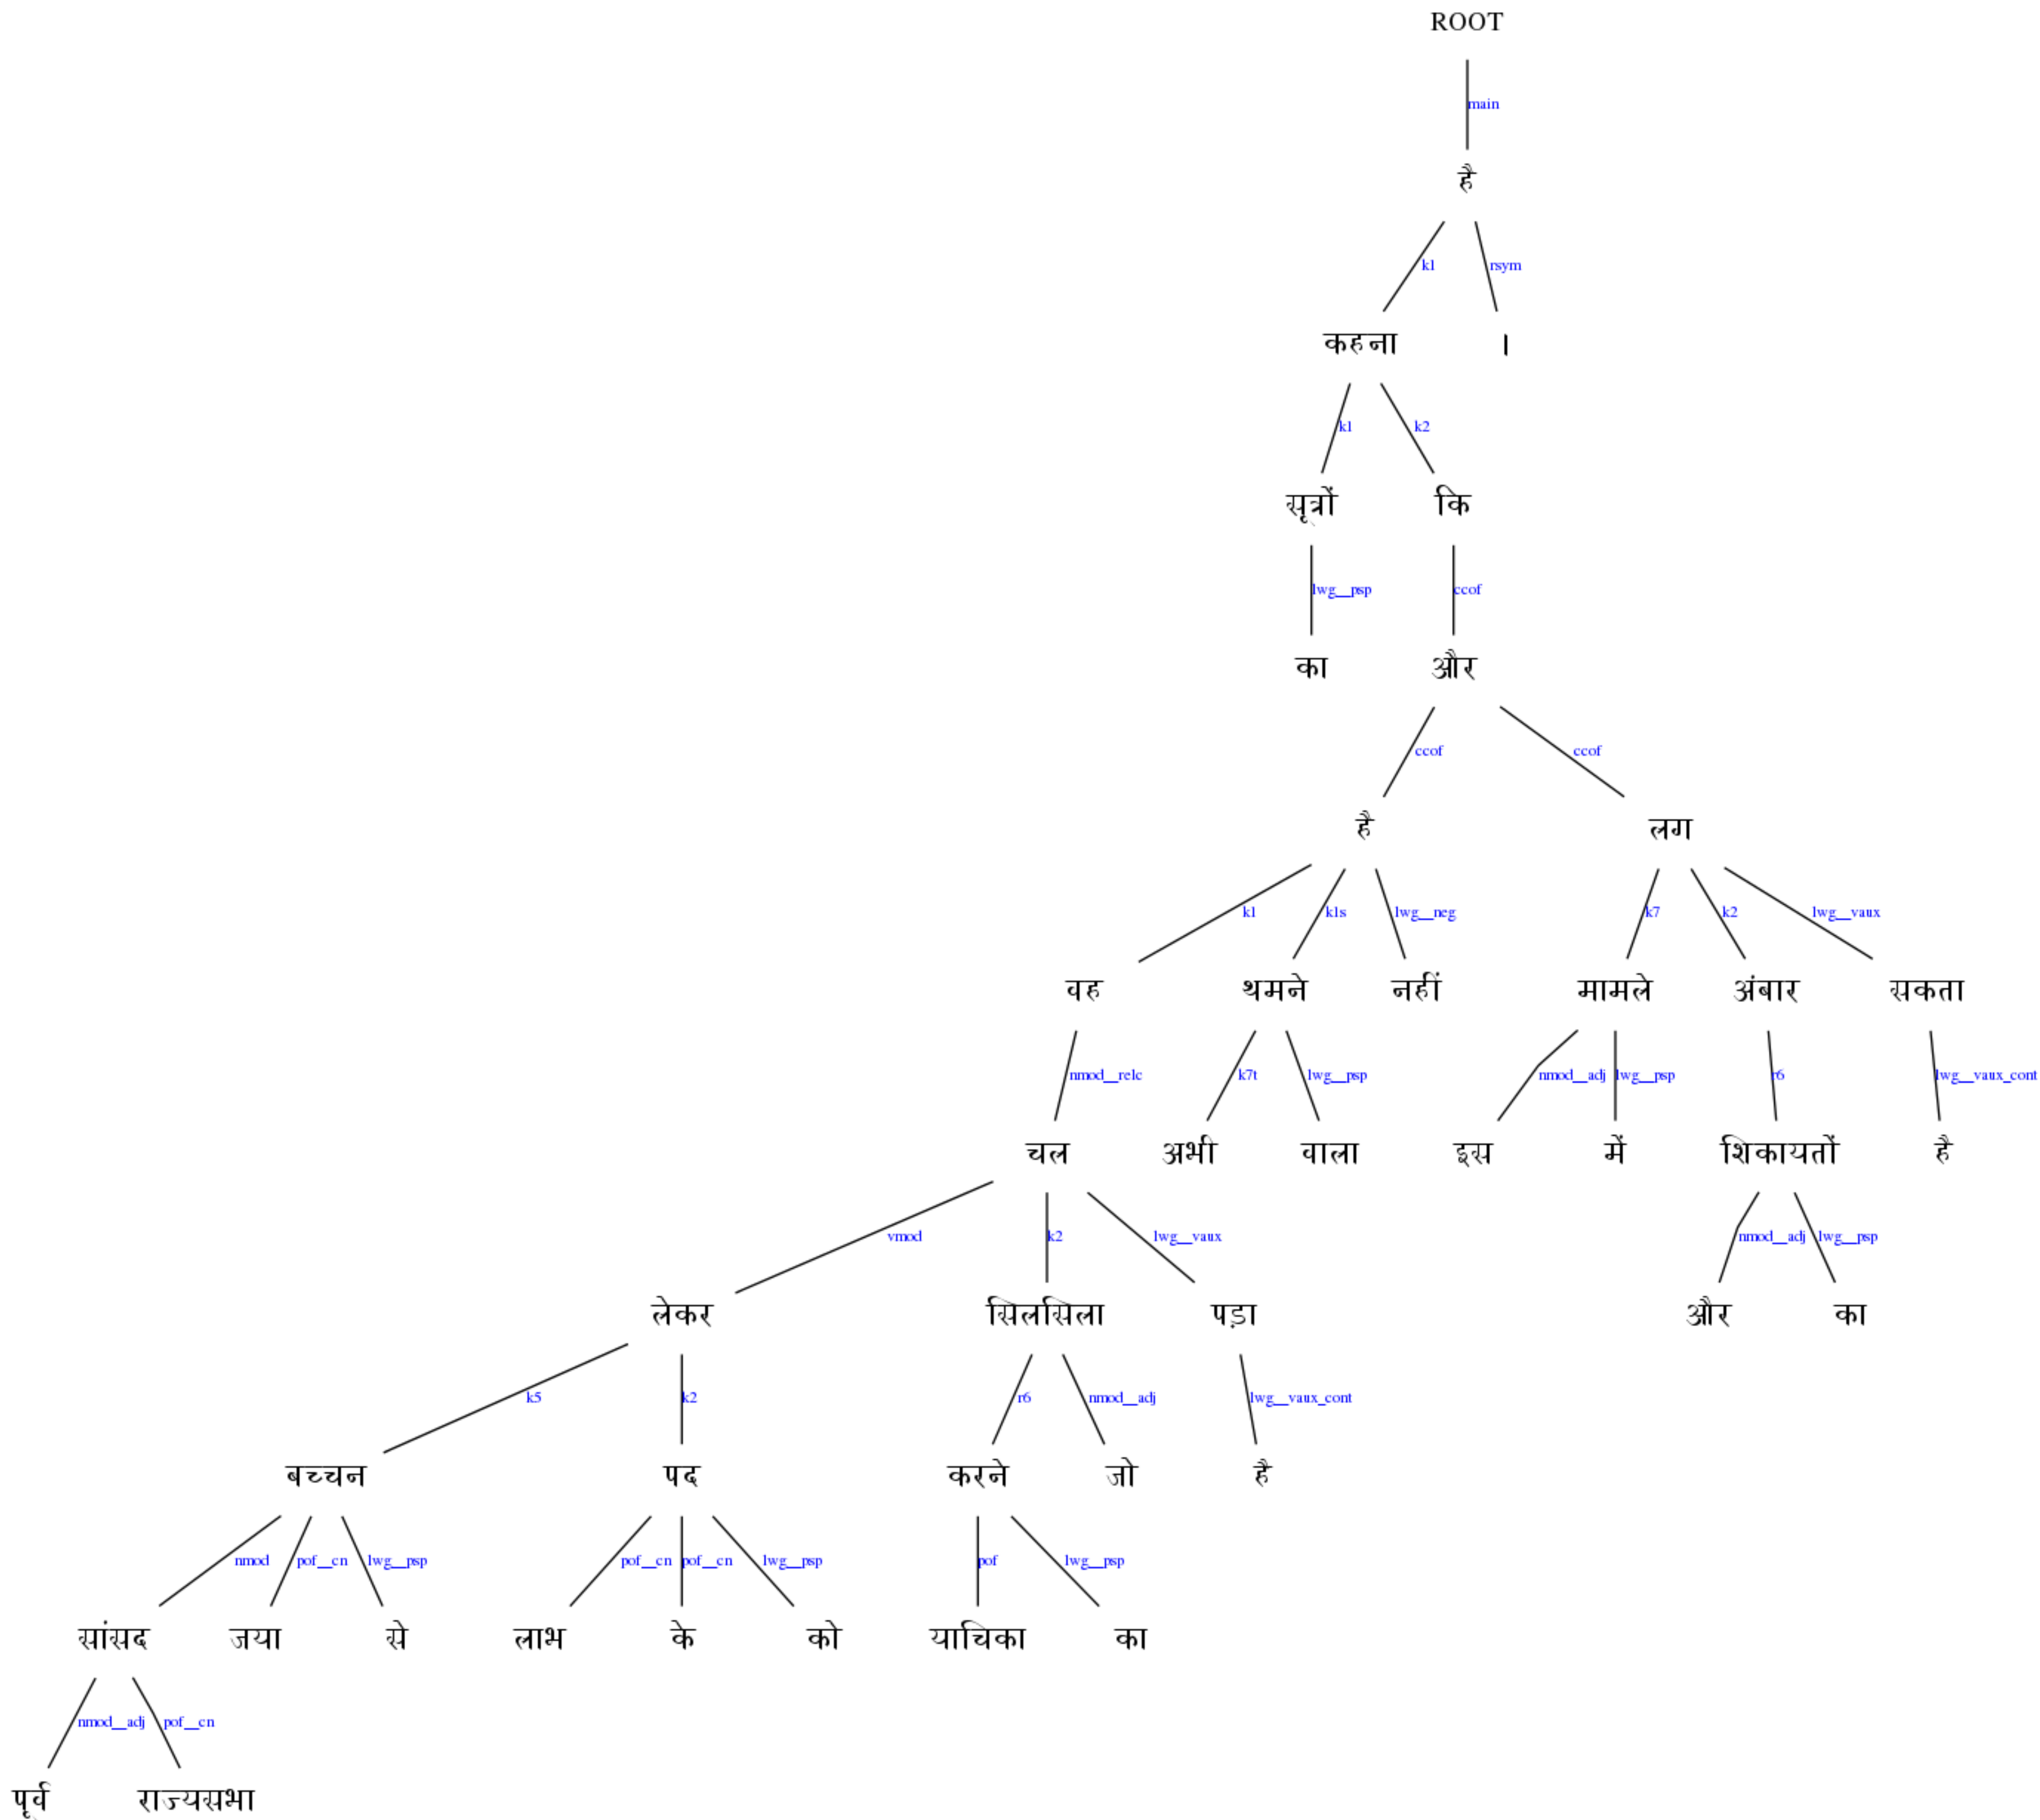 ROOT
main
है
k1 rsym
कहना ।
k1 k2
सूत्रों कि
lwg__psp ccof
का और
ccof ccof
है लग
k1 k1s lwg__neg k7 k2 lwg__vaux
वह थमने नहीं मामले अंबार सकता
nmod__relc k7t lwg__psp nmod__adj lwg__psp r6 lwg__vaux_cont
चल अभी वाला इस में शिकायतों है
vmod k2 lwg__vaux nmod__adj lwg__psp
लेकर सिलसिला पड़ा और का
k5 k2 r6 nmod__adj lwg__vaux_cont
बच्चन पद करने जो है
nmod pof__cn lwg__psp pof__cn pof__cn lwg__psp pof lwg__psp
सांसद जया से लाभ के को याचिका का
nmod__adj pof__cn
पूर्व राज्यसभा